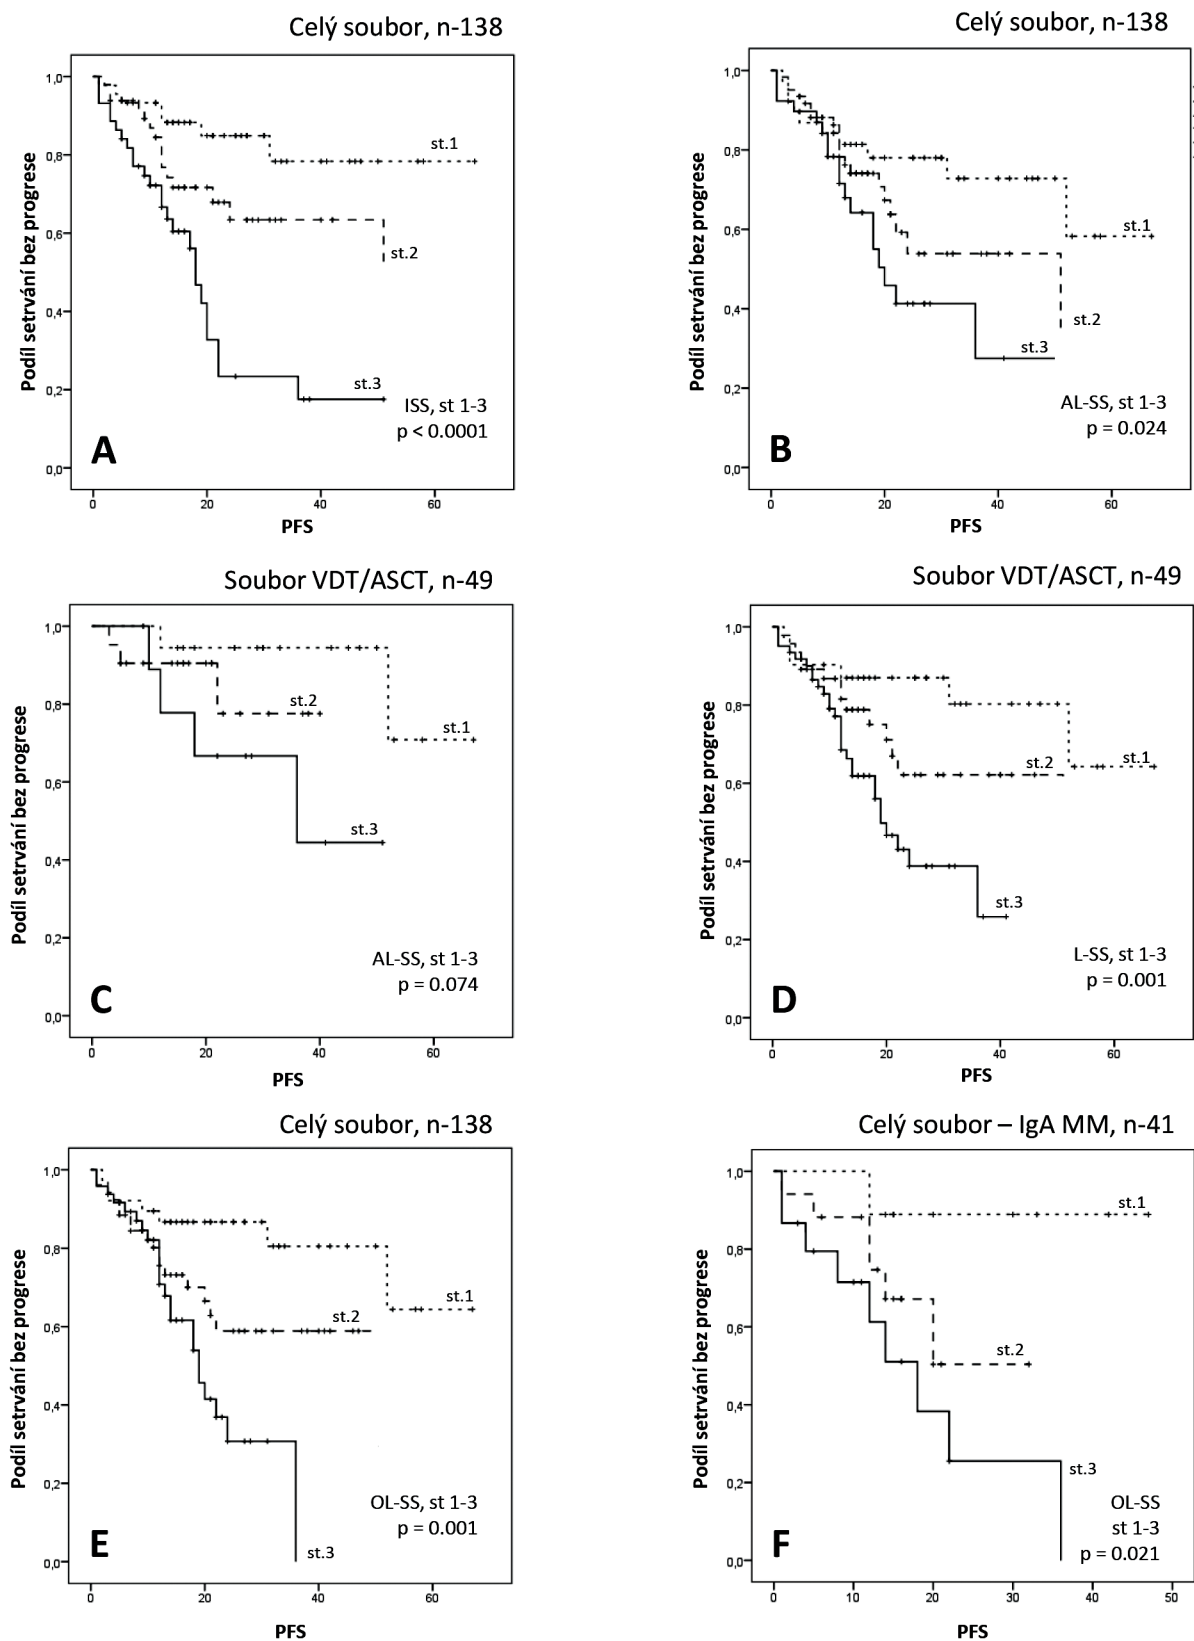 Celý soubor, n-138
Podíl setrvání bez progrese
1,0
0,8
0,6
0,4
0,2
0,0
st.1
st.2
st.3
ISS, st 1-3
p < 0.0001
A
0
20
40
60
PFS
Celý soubor, n-138
Podíl setrvání bez progrese
1,0
0,8
0,6
0,4
0,2
0,0
st.1
st.2
st.3
AL-SS, st 1-3
p = 0.024
B
0
20
40
60
PFS
Soubor VDT/ASCT, n-49
Podíl setrvání bez progrese
1,0
0,8
0,6
0,4
0,2
0,0
st.2
st.1
st.3
AL-SS, st 1-3
p = 0.074
C
0
20
40
60
PFS
Soubor VDT/ASCT, n-49
Podíl setrvání bez progrese
1,0
0,8
0,6
0,4
0,2
0,0
st.2
st.1
st.3
L-SS, st 1-3
p = 0.001
D
0
20
40
60
PFS
Celý soubor, n-138
Podíl setrvání bez progrese
1,0
0,8
0,6
0,4
0,2
0,0
st.1
st.2
OL-SS, st 1-3
p = 0.001
E
st.3
0
20
40
60
PFS
Celý soubor – IgA MM, n-41
Podíl setrvání bez progrese
1,0
0,8
0,6
0,4
0,2
0,0
st.1
st.2
st.3
OL-SS
st 1-3
p = 0.021
F
0
10
20
30
40
50
PFS